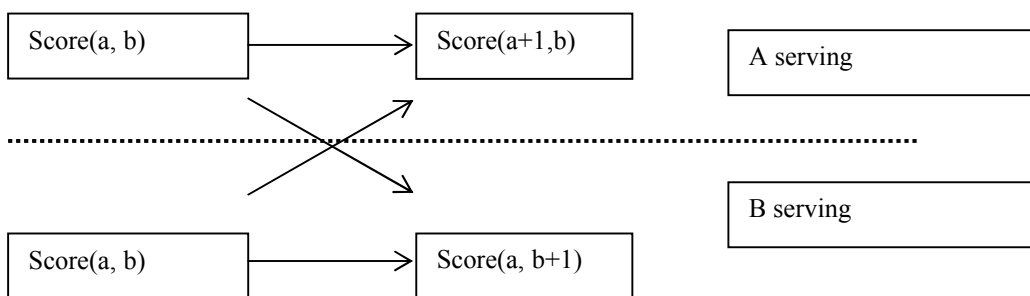 Score(a, b)
Score(a+1,b)
A serving
B serving
Score(a, b)
Score(a, b+1)